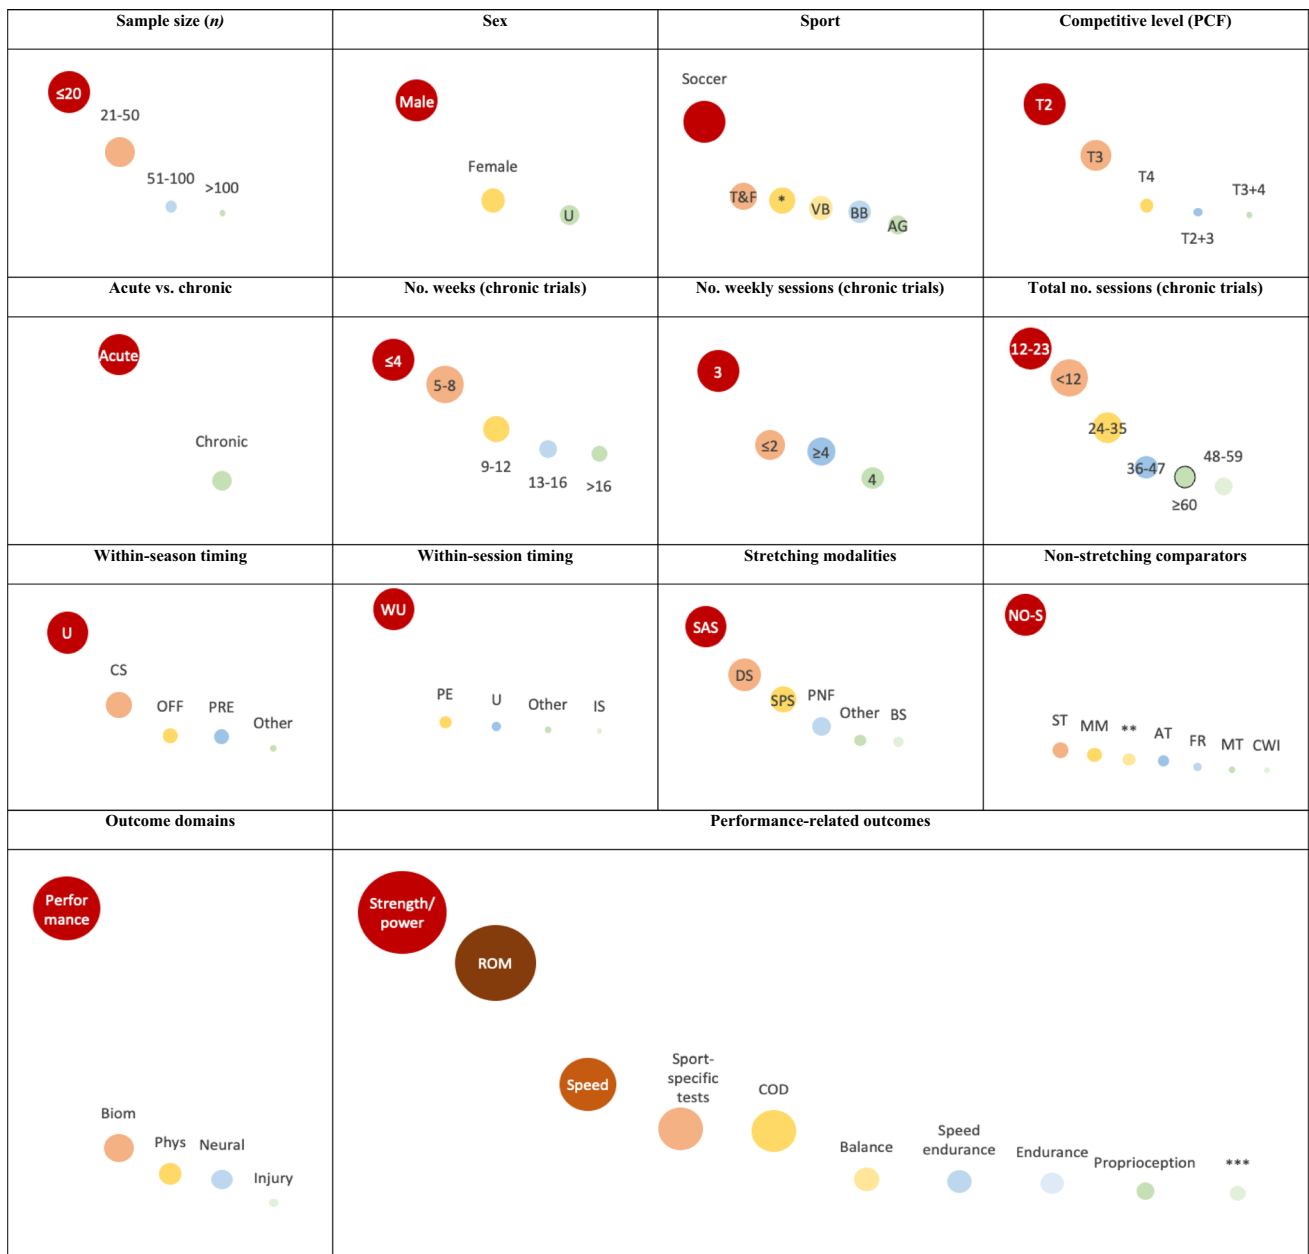 Sample size (n)
Sex
Sport
Competitive level (PCF)
≤20
21-50
51-100
>100
Male
Female
U
Soccer
T&F
*
VB
BB
AG
T2
T3
T4
T2+3
T3+4
Acute vs. chronic
No. weeks (chronic trials)
No. weekly sessions (chronic trials)
Total no. sessions (chronic trials)
Acute
Chronic
≤4
5-8
9-12
13-16
>16
3
≤2
≥4
4
12-23
<12
24-35
36-47
≥60
48-59
Within-season timing
Within-session timing
Stretching modalities
Non-stretching comparators
U
CS
OFF
PRE
Other
WU
PE
U
Other
IS
SAS
DS
SPS
PNF
Other
BS
NO-S
ST
MM
**
AT
FR
MT
CWI
Outcome domains
Performance-related outcomes
Perfor
mance
Biom
Phys
Neural
Injury
Strength/
power
ROM
Speed
Sport-
specific
tests
COD
Balance
Speed
endurance
Endurance
Proprioception
***